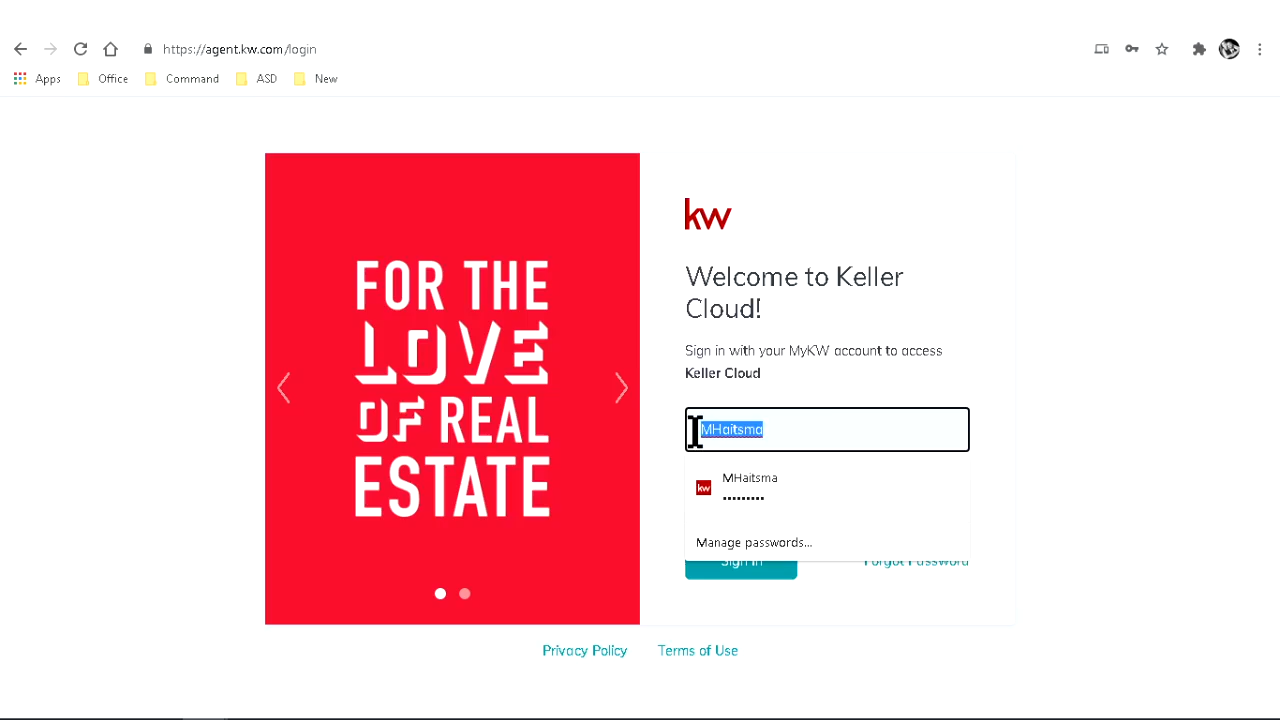 https://agent.kw.com/login
Apps Office Command ASD New
FOR THE
LOVE
OF REAL
ESTATE
kw
Welcome to Keller
Cloud!
Sign in with your MyKW account to access
Keller Cloud
MHaitsma
kw MHaitsma
•••••••••
Manage passwords...
Sign In Forgot Password
Privacy Policy Terms of Use